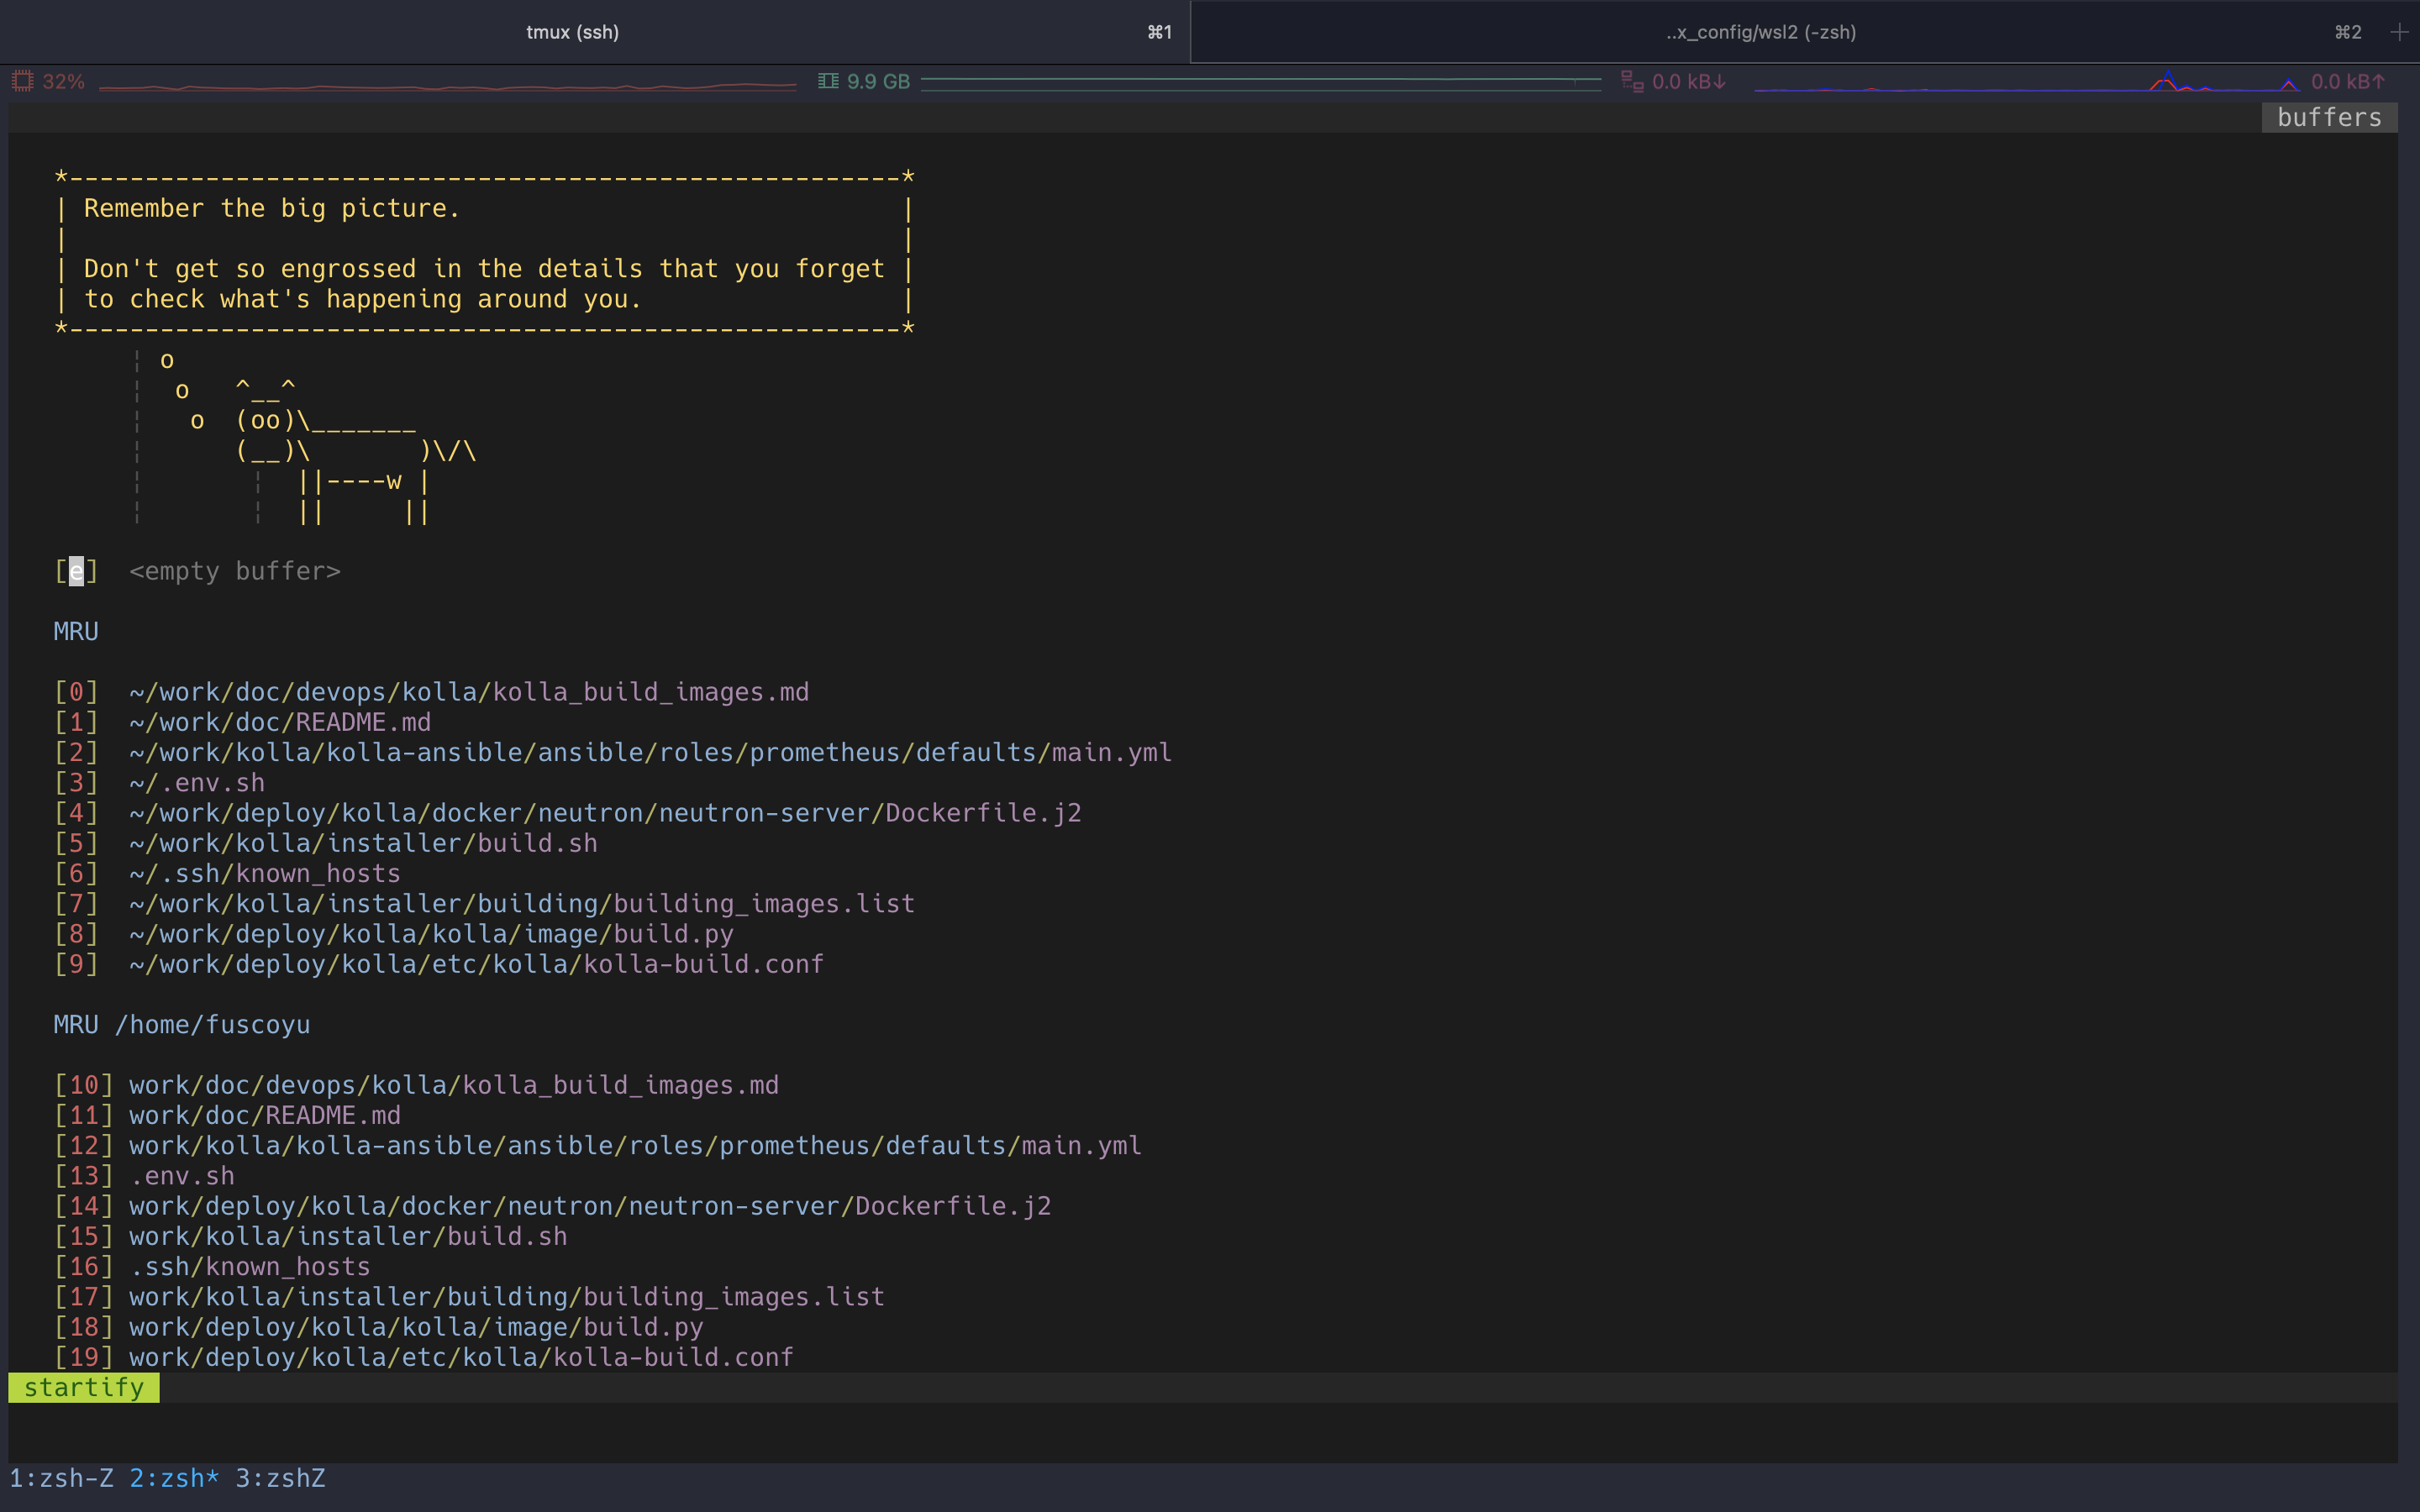 tmux (ssh) ⌘1 ..x_config/wsl2 (-zsh) ⌘2 +
32% 9.9 GB 0.0 kB↓ 0.0 kB↑
buffers
*-------------------------------------------------------*
| Remember the big picture.                             |
|                                                       |
| Don't get so engrossed in the details that you forget |
| to check what's happening around you.                 |
*-------------------------------------------------------*
     ¦ o
     ¦  o   ^__^
     ¦   o  (oo)\_______
     ¦      (__)\       )\/\
     ¦       ¦  ||----w |
     ¦       ¦  ||     ||
[e]  <empty buffer>
MRU
[0]  ~/work/doc/devops/kolla/kolla_build_images.md
[1]  ~/work/doc/README.md
[2]  ~/work/kolla/kolla-ansible/ansible/roles/prometheus/defaults/main.yml
[3]  ~/.env.sh
[4]  ~/work/deploy/kolla/docker/neutron/neutron-server/Dockerfile.j2
[5]  ~/work/kolla/installer/build.sh
[6]  ~/.ssh/known_hosts
[7]  ~/work/kolla/installer/building/building_images.list
[8]  ~/work/deploy/kolla/kolla/image/build.py
[9]  ~/work/deploy/kolla/etc/kolla/kolla-build.conf
MRU /home/fuscoyu
[10] work/doc/devops/kolla/kolla_build_images.md
[11] work/doc/README.md
[12] work/kolla/kolla-ansible/ansible/roles/prometheus/defaults/main.yml
[13] .env.sh
[14] work/deploy/kolla/docker/neutron/neutron-server/Dockerfile.j2
[15] work/kolla/installer/build.sh
[16] .ssh/known_hosts
[17] work/kolla/installer/building/building_images.list
[18] work/deploy/kolla/kolla/image/build.py
[19] work/deploy/kolla/etc/kolla/kolla-build.conf
startify
1:zsh-Z 2:zsh* 3:zshZ